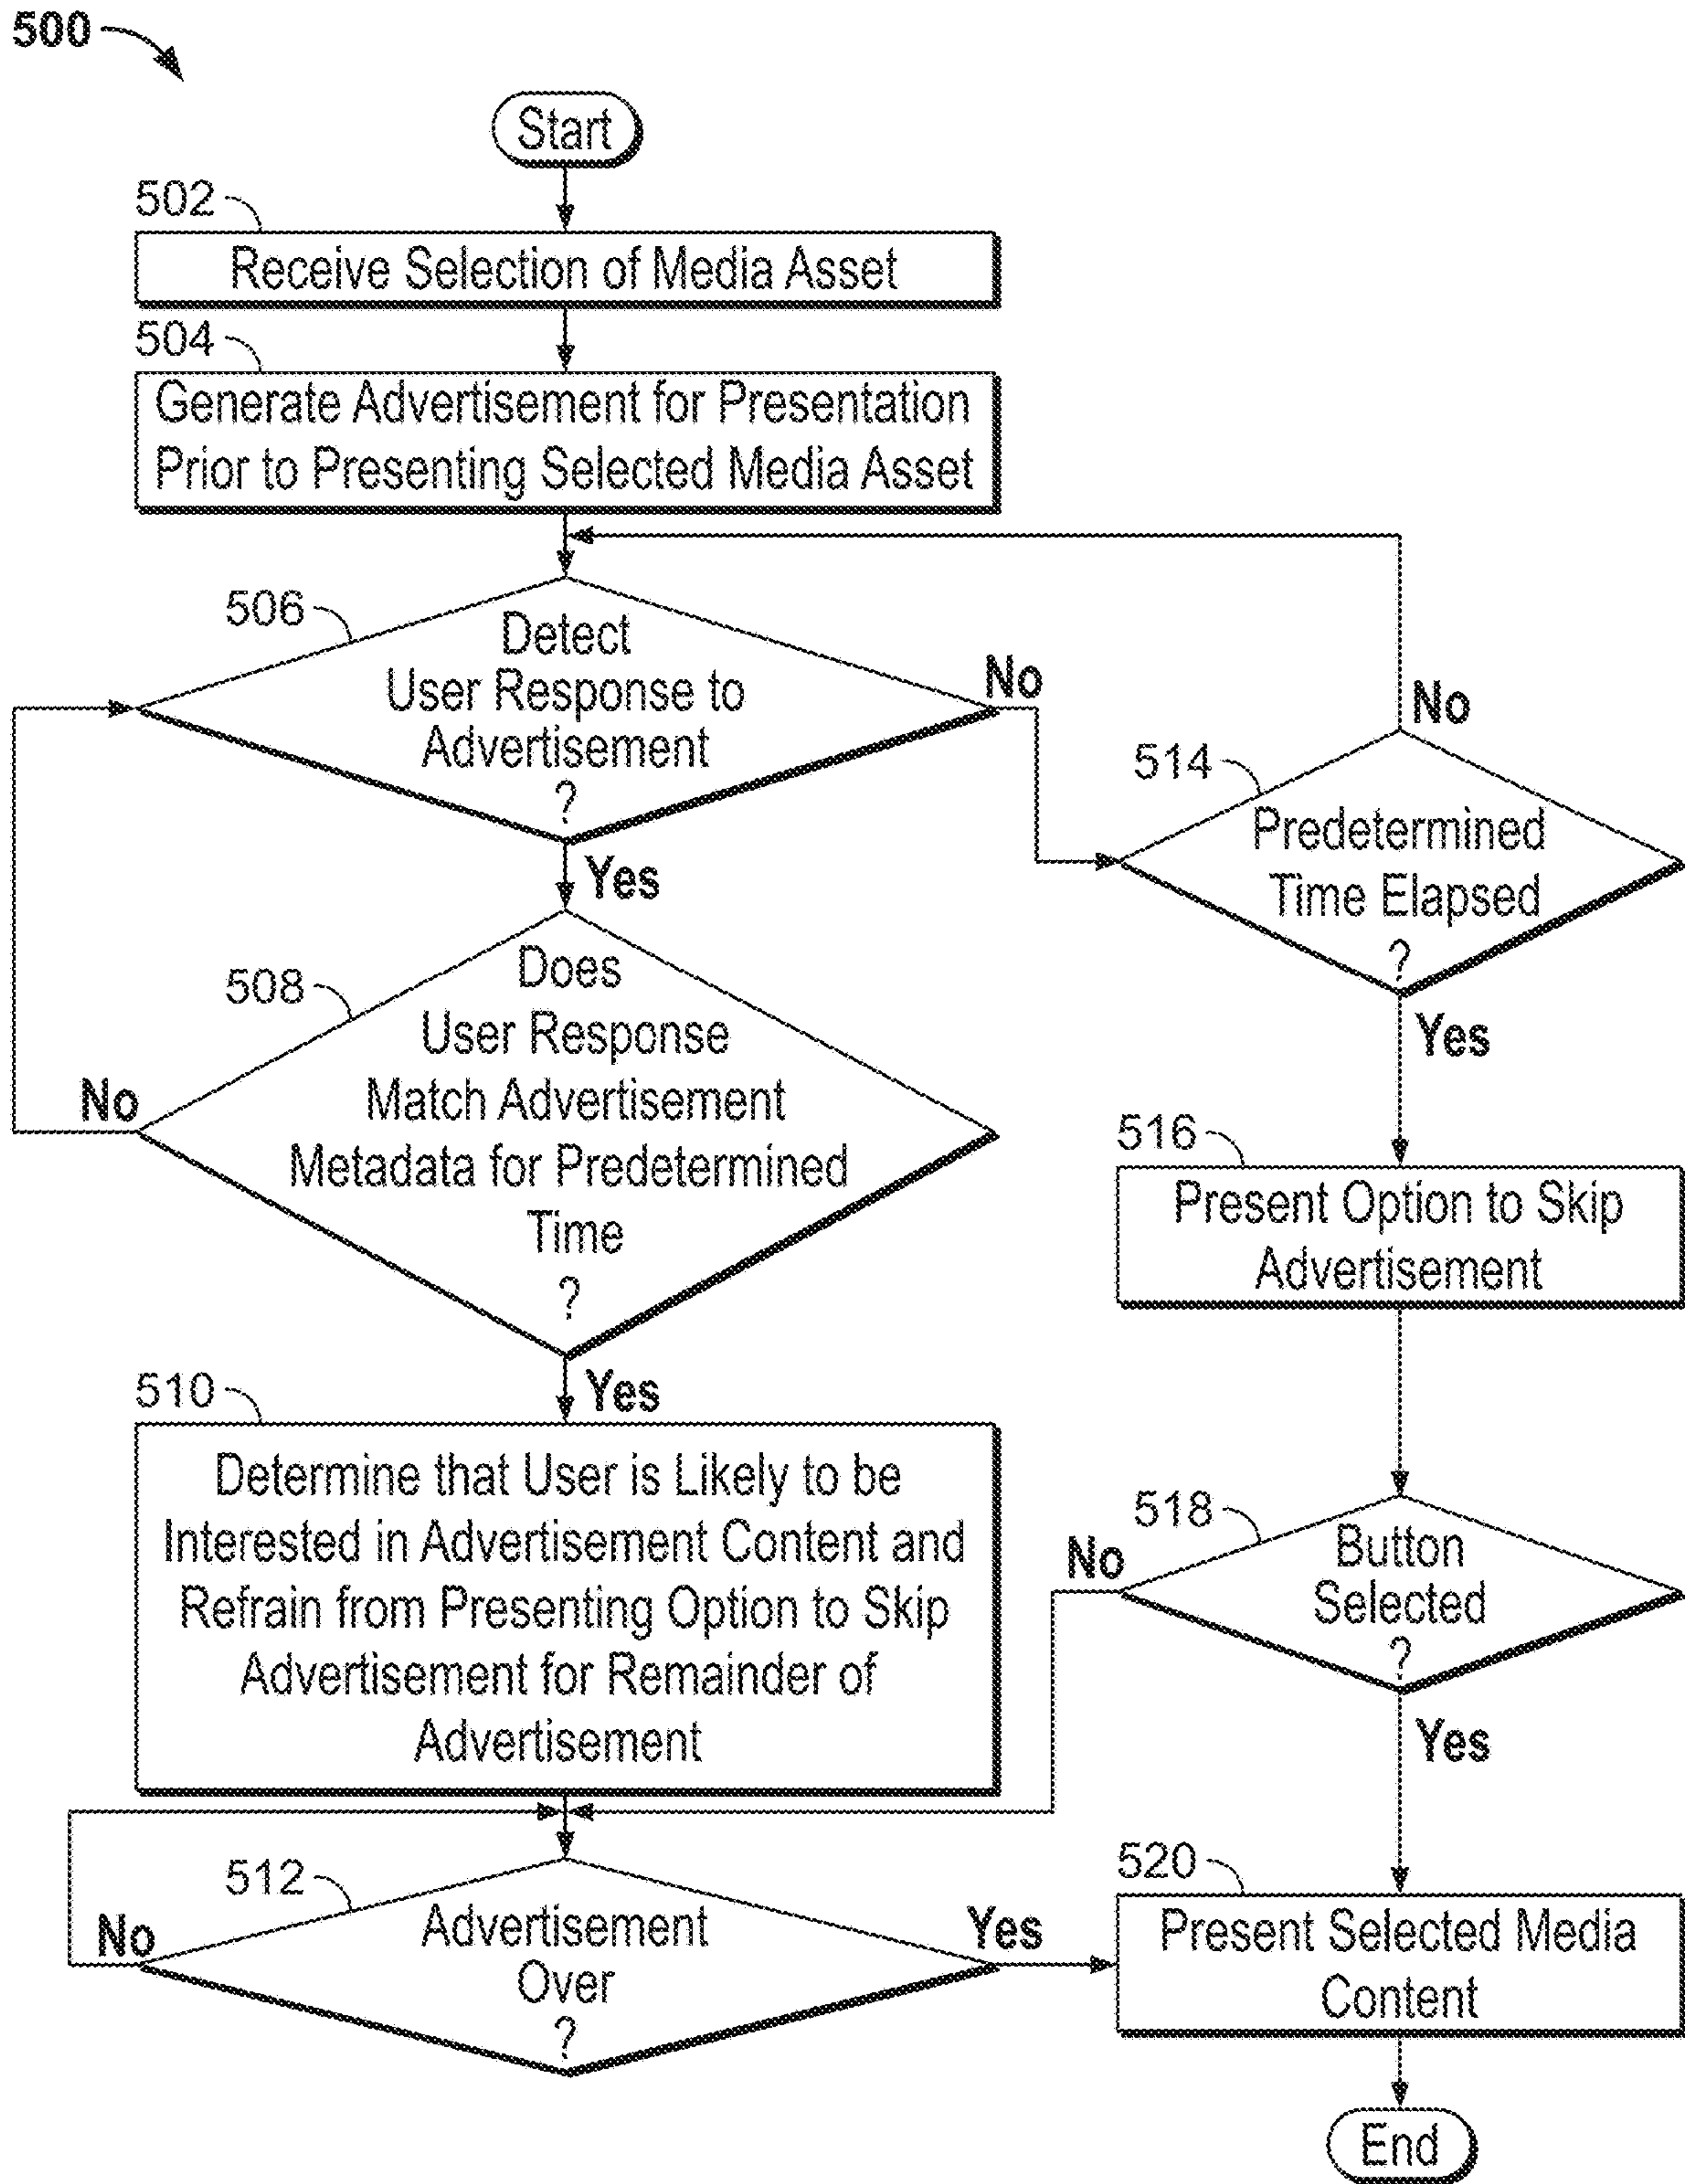 500
Start
502
Receive Selection of Media Asset
504
Generate Advertisement for Presentation
Prior to Presenting Selected Media Asset
506
Detect
User Response to
Advertisement
?
No
Yes
508
Does
User Response
Match Advertisement
Metadata for Predetermined
Time
?
No
Yes
510
Determine that User is Likely to be
Interested in Advertisement Content and
Refrain from Presenting Option to Skip
Advertisement for Remainder of
Advertisement
512
Advertisement
Over
?
No
Yes
514
Predetermined
Time Elapsed
?
No
Yes
516
Present Option to Skip
Advertisement
518
Button
Selected
?
No
Yes
520
Present Selected Media
Content
End